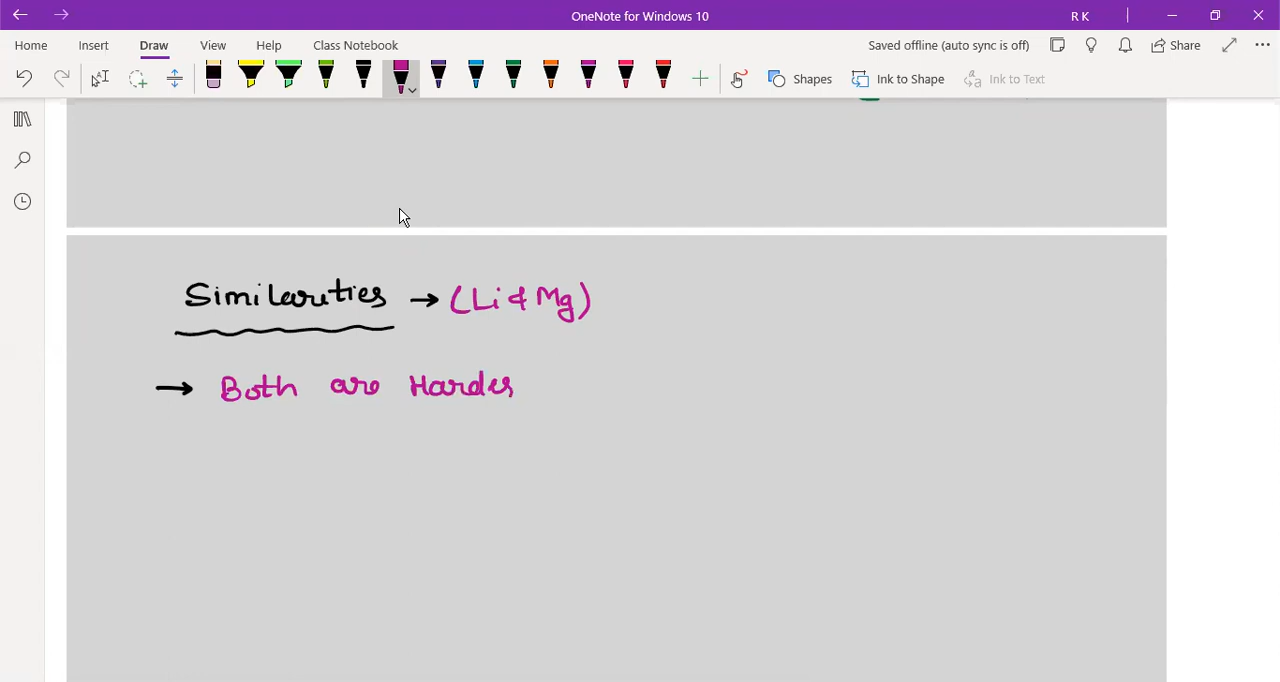 OneNote for Windows 10
R K
Home Insert Draw View Help Class Notebook
Saved offline (auto sync is off) Share
Shapes Ink to Shape Ink to Text
Similarities → (Li & Mg)
→ Both are Harder